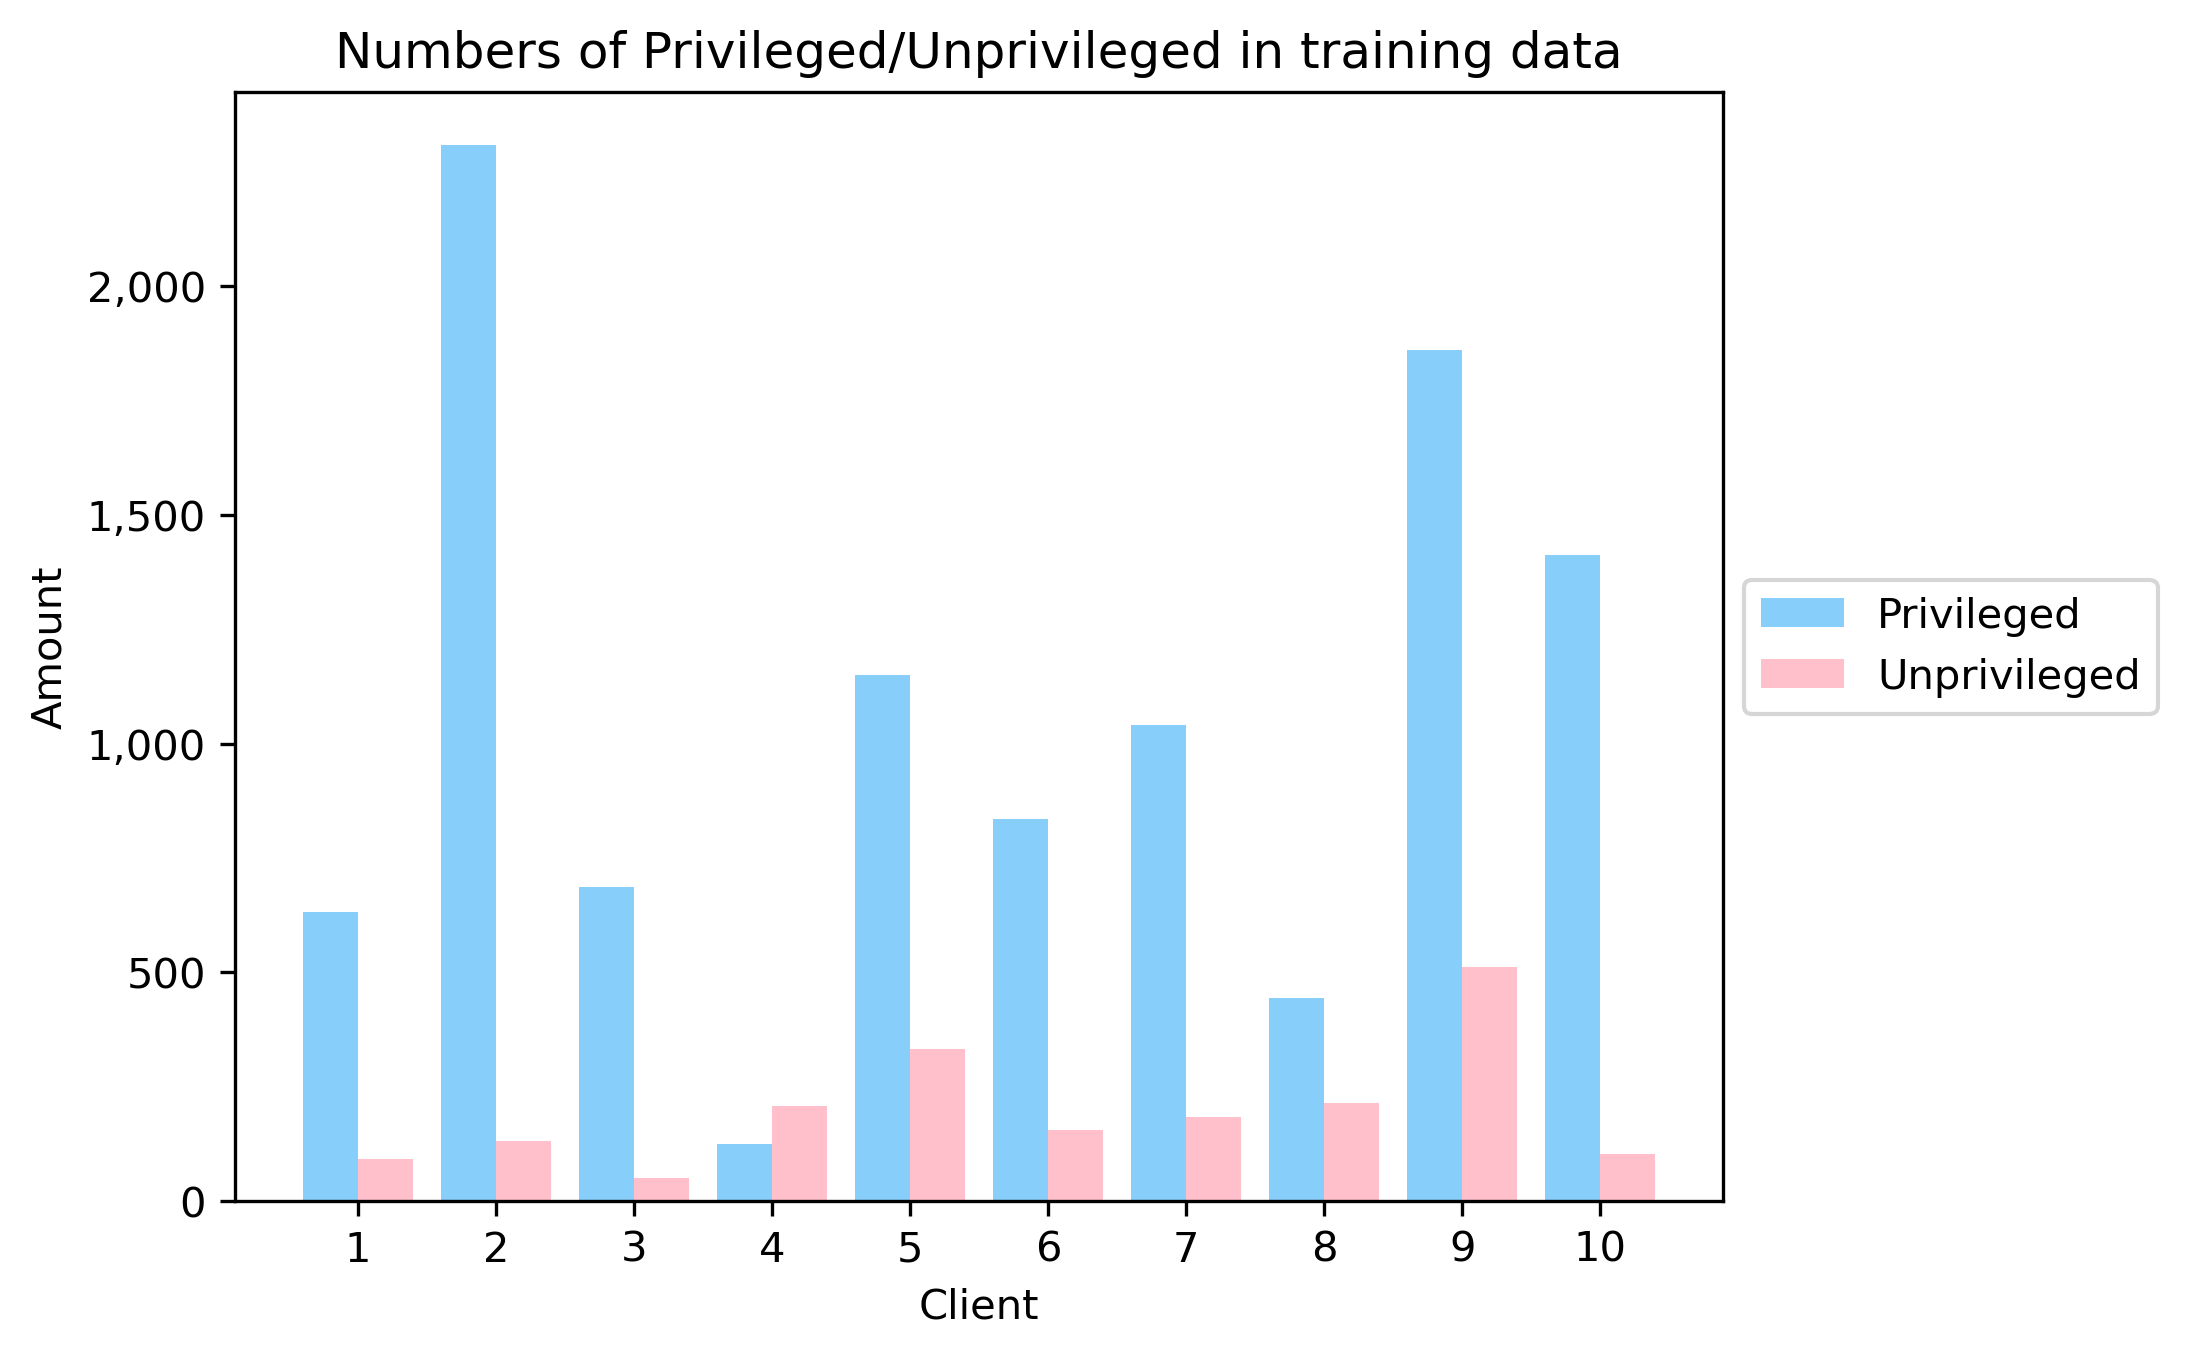 Numbers of Privileged/Unprivileged in training data
2,000
1,500
1,000
500
0
Amount
1 2 3 4 5 6 7 8 9 10
Client
Privileged
Unprivileged